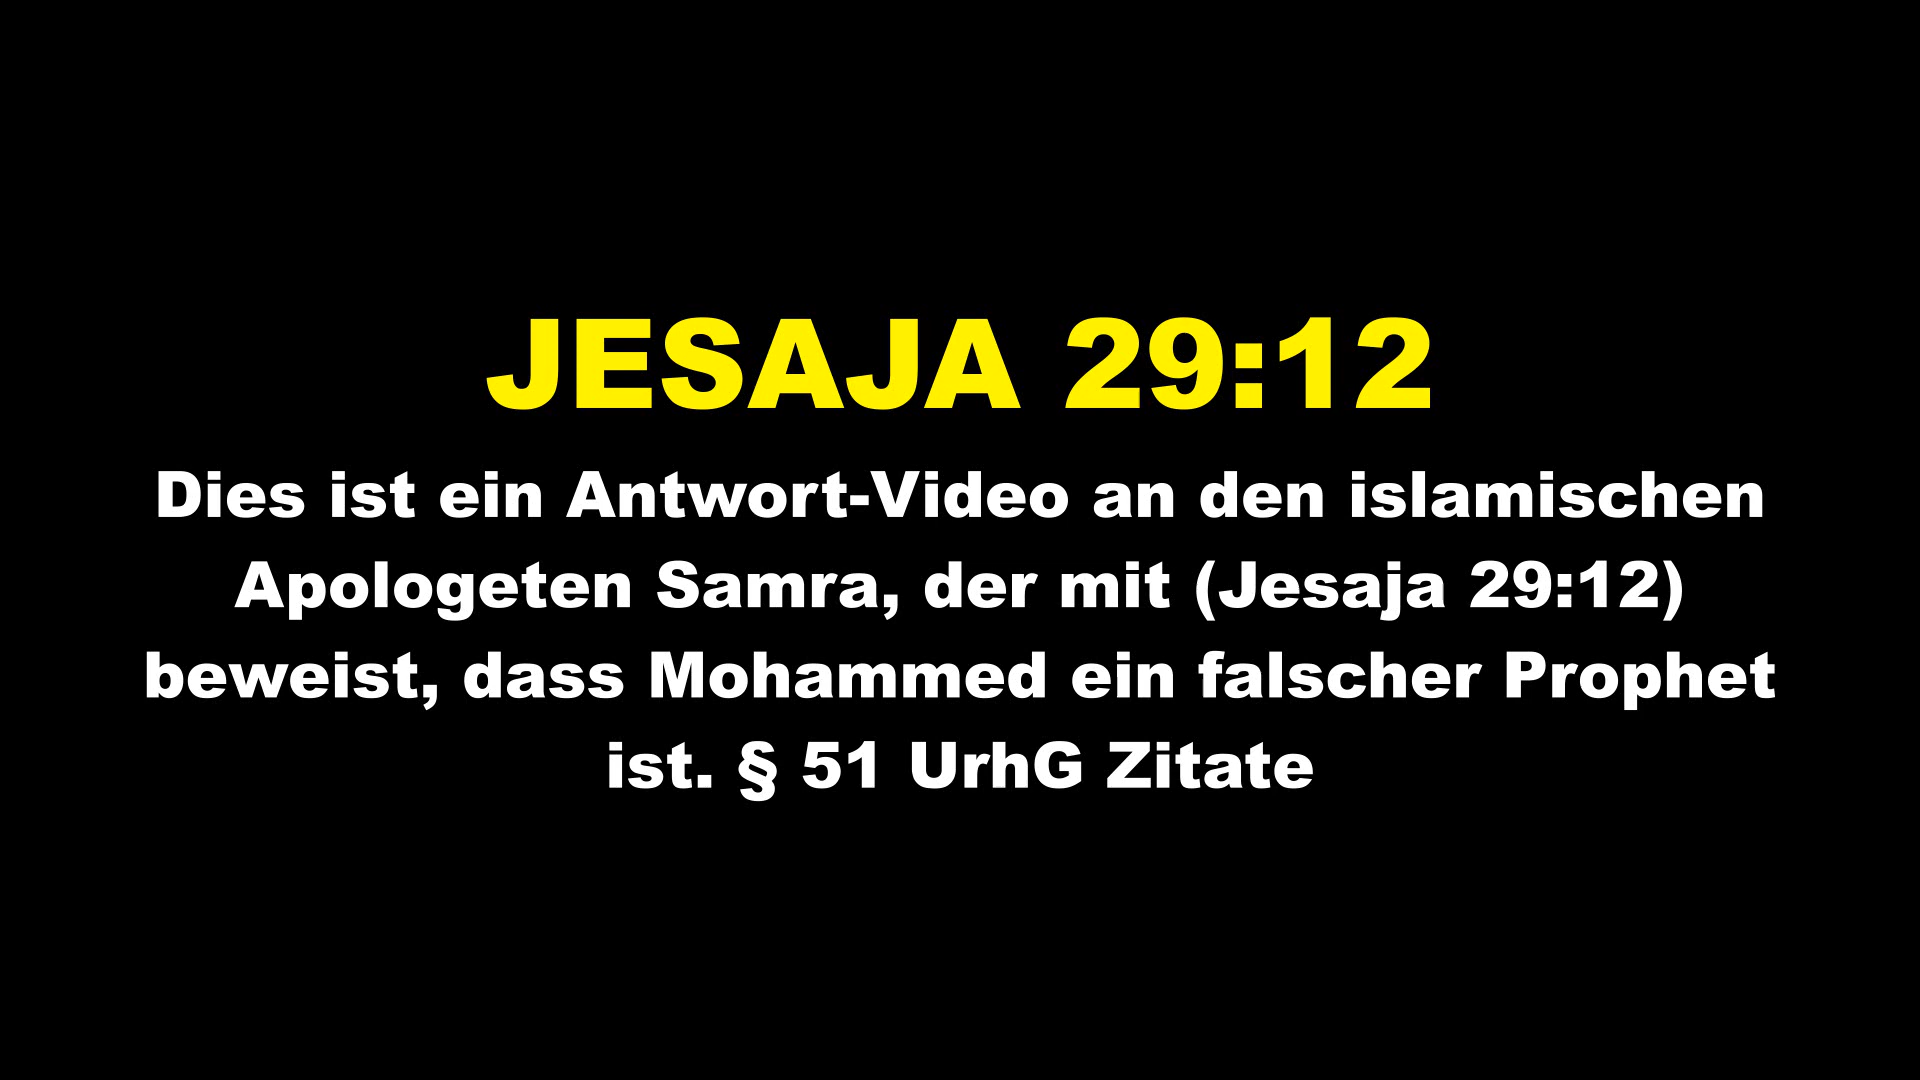 JESAJA 29:12
Dies ist ein Antwort-Video an den islamischen
Apologeten Samra, der mit (Jesaja 29:12)
beweist, dass Mohammed ein falscher Prophet
ist. § 51 UrhG Zitate